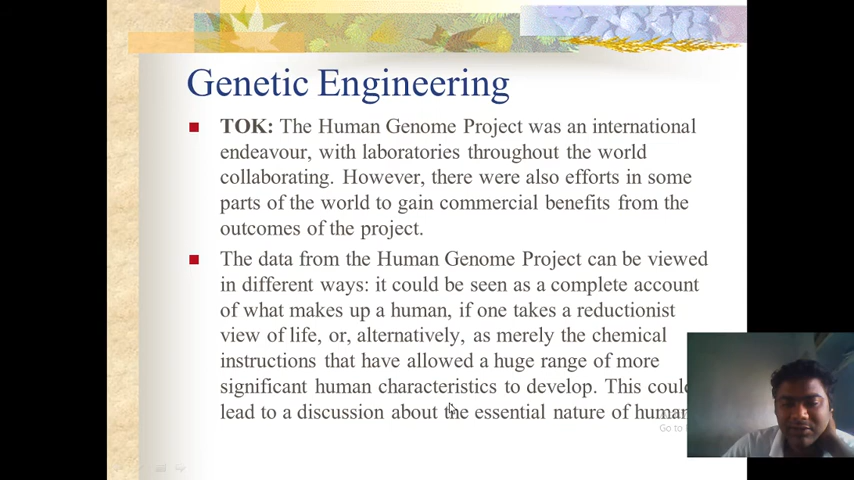 Genetic Engineering
TOK: The Human Genome Project was an international
endeavour, with laboratories throughout the world
collaborating. However, there were also efforts in some
parts of the world to gain commercial benefits from the
outcomes of the project.
The data from the Human Genome Project can be viewed
in different ways: it could be seen as a complete account
of what makes up a human, if one takes a reductionist
view of life, or, alternatively, as merely the chemical
instructions that have allowed a huge range of more
significant human characteristics to develop. This could
lead to a discussion about the essential nature of
Go to